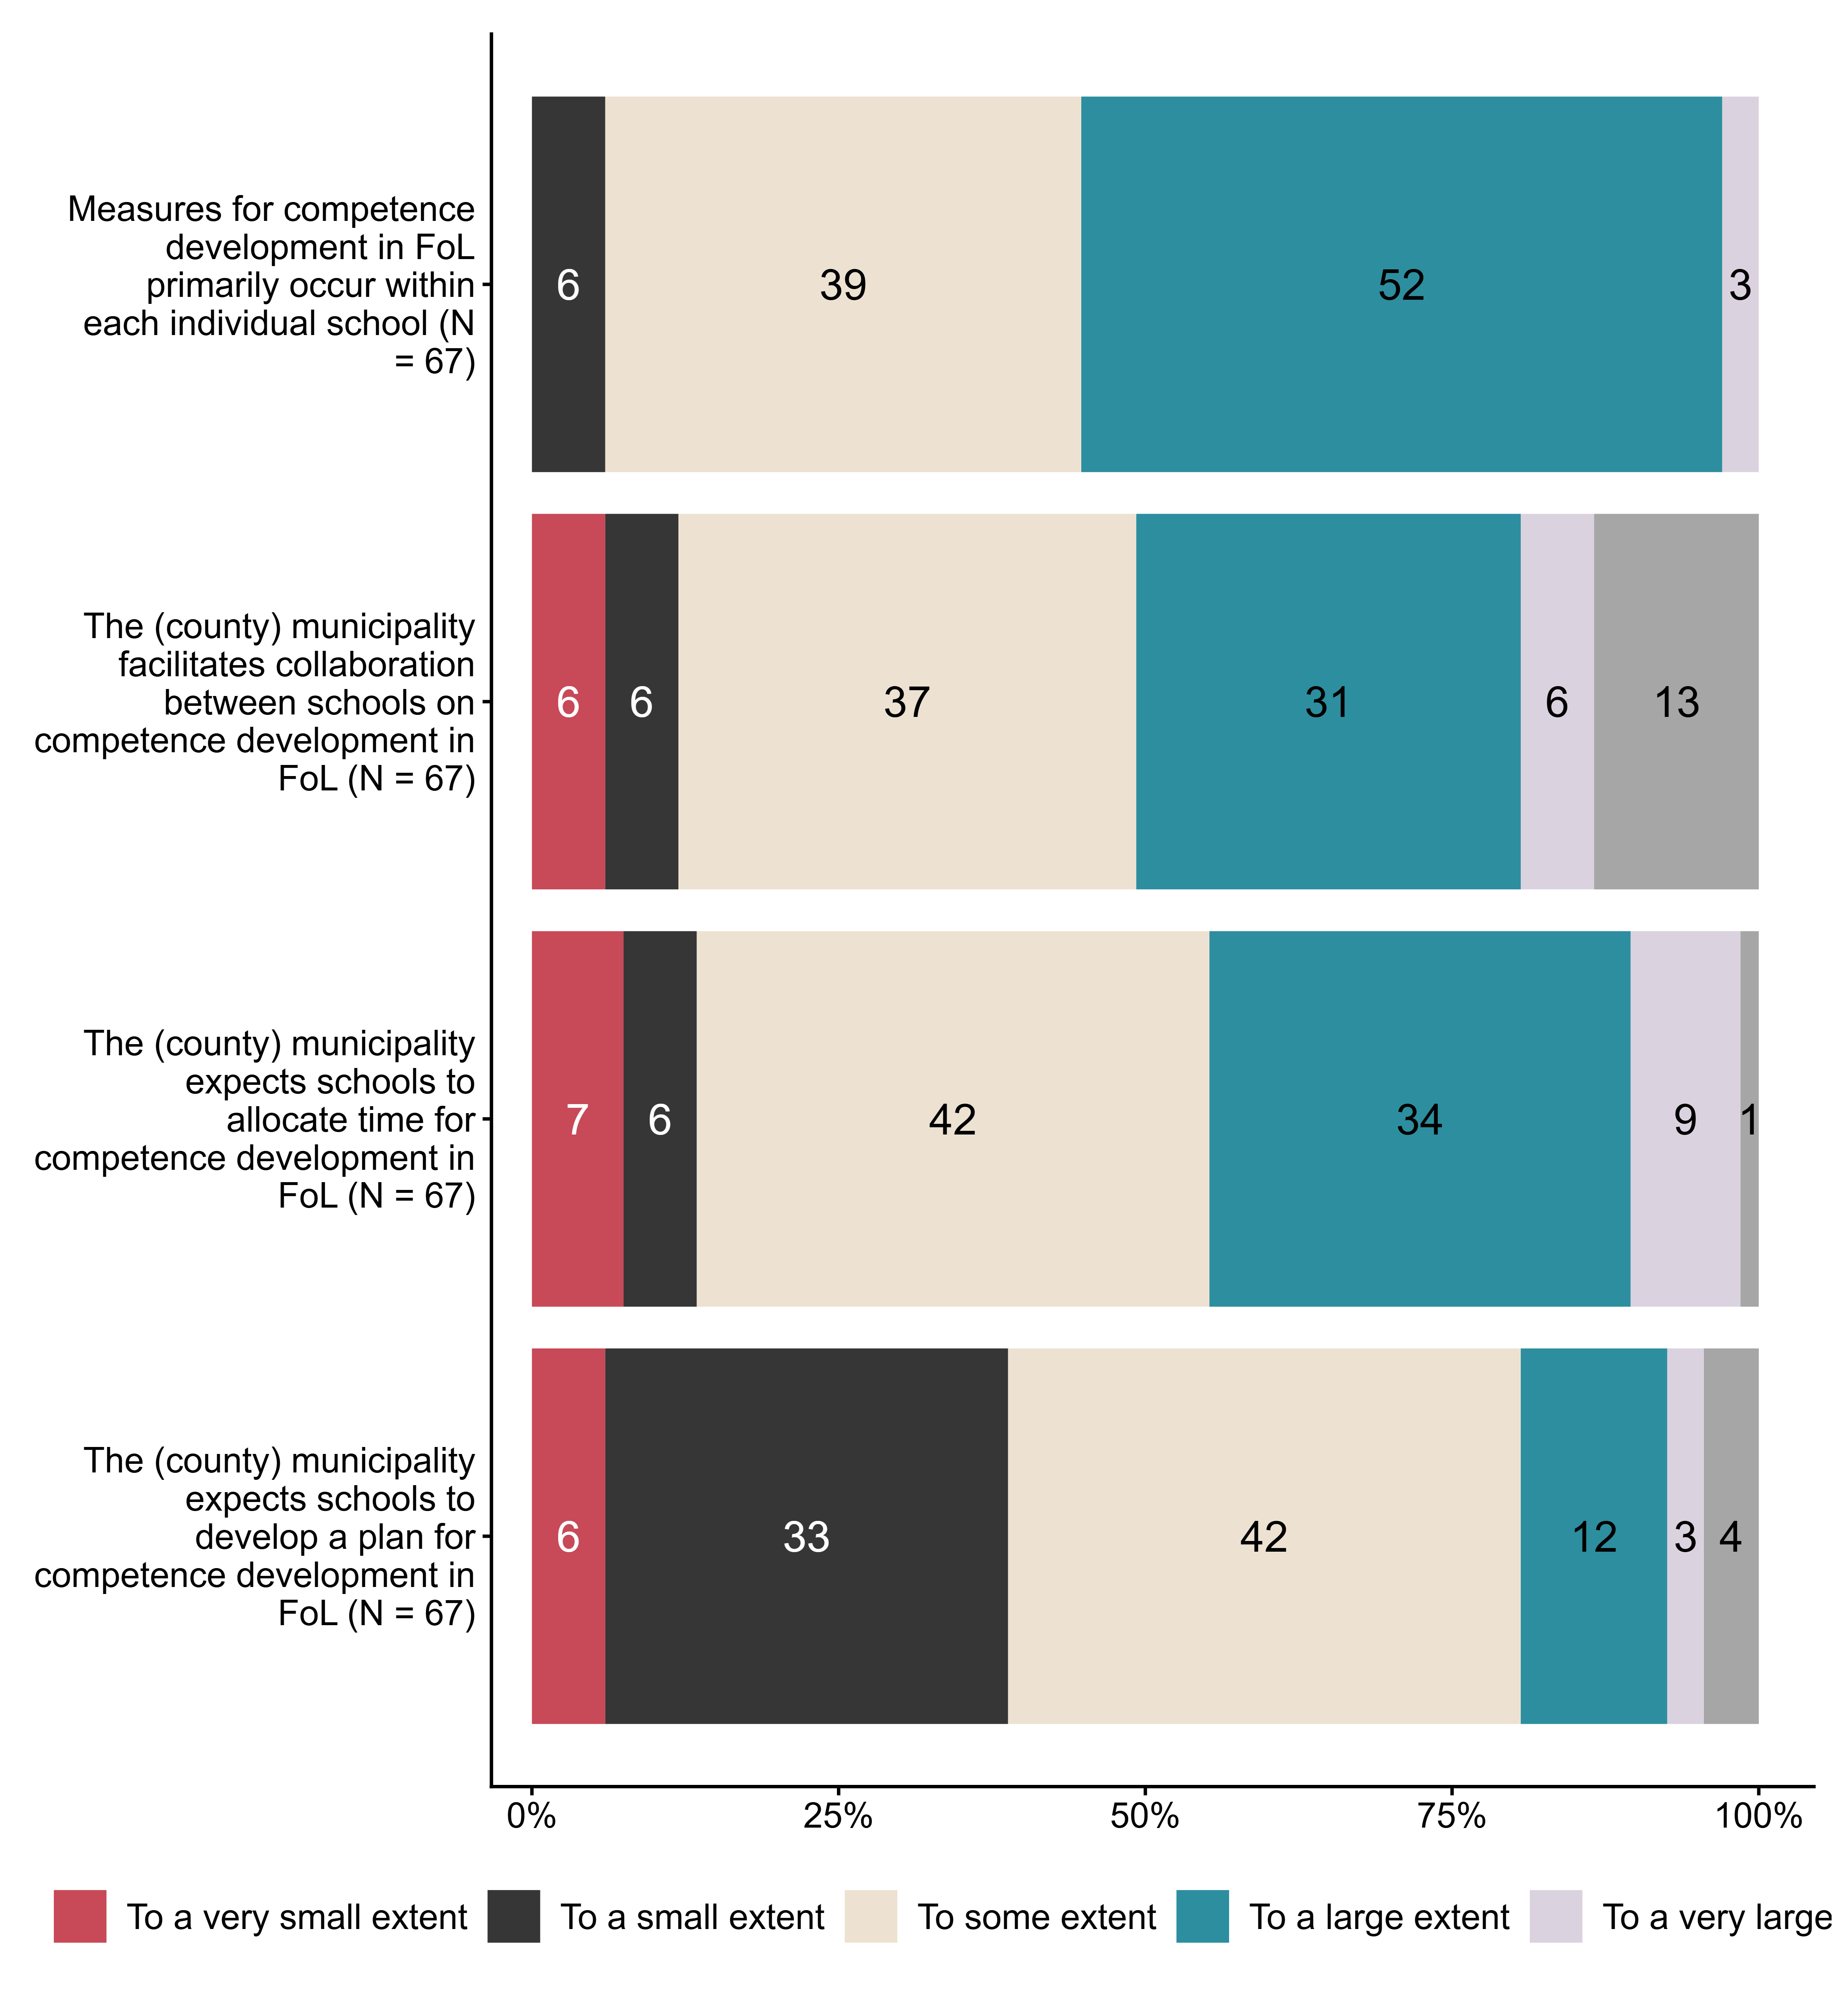 Measures for competence
development in FoL
primarily occur within
each individual school (N
= 67)
6 39 52 3
The (county) municipality
facilitates collaboration
between schools on
competence development in
FoL (N = 67)
6 6 37 31 6 13
The (county) municipality
expects schools to
allocate time for
competence development in
FoL (N = 67)
7 6 42 34 9 1
The (county) municipality
expects schools to
develop a plan for
competence development in
FoL (N = 67)
6 33 42 12 3 4
0% 25% 50% 75% 100%
To a very small extent To a small extent To some extent To a large extent To a very large